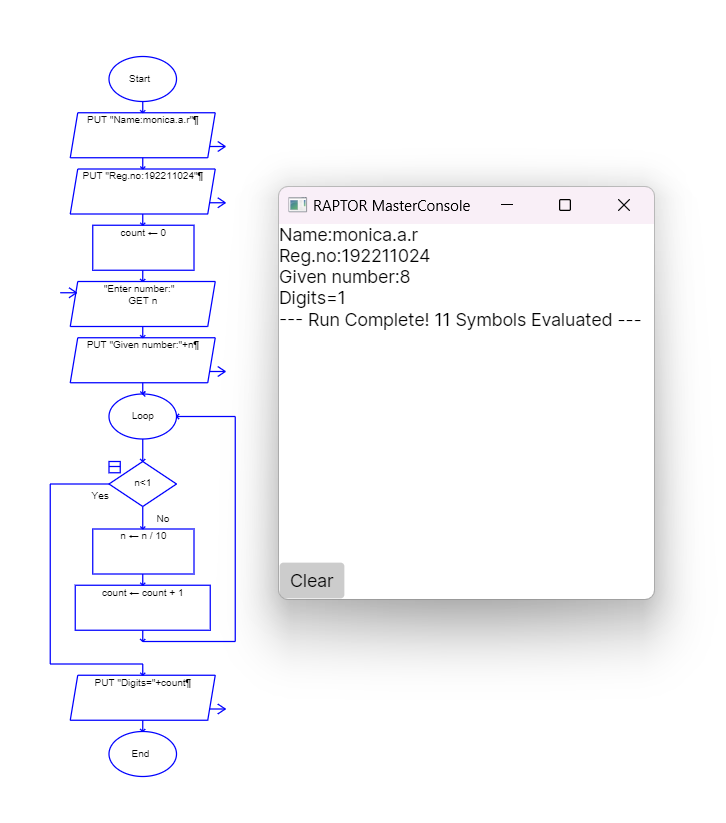 Start
PUT "Name:monica.a.r"¶
PUT "Reg.no:192211024"¶
count ← 0
"Enter number:"
GET n
PUT "Given number:"+n¶
Loop
n<1
Yes
No
n ← n / 10
count ← count + 1
PUT "Digits="+count¶
End
RAPTOR MasterConsole
Name:monica.a.r
Reg.no:192211024
Given number:8
Digits=1
--- Run Complete! 11 Symbols Evaluated ---
Clear